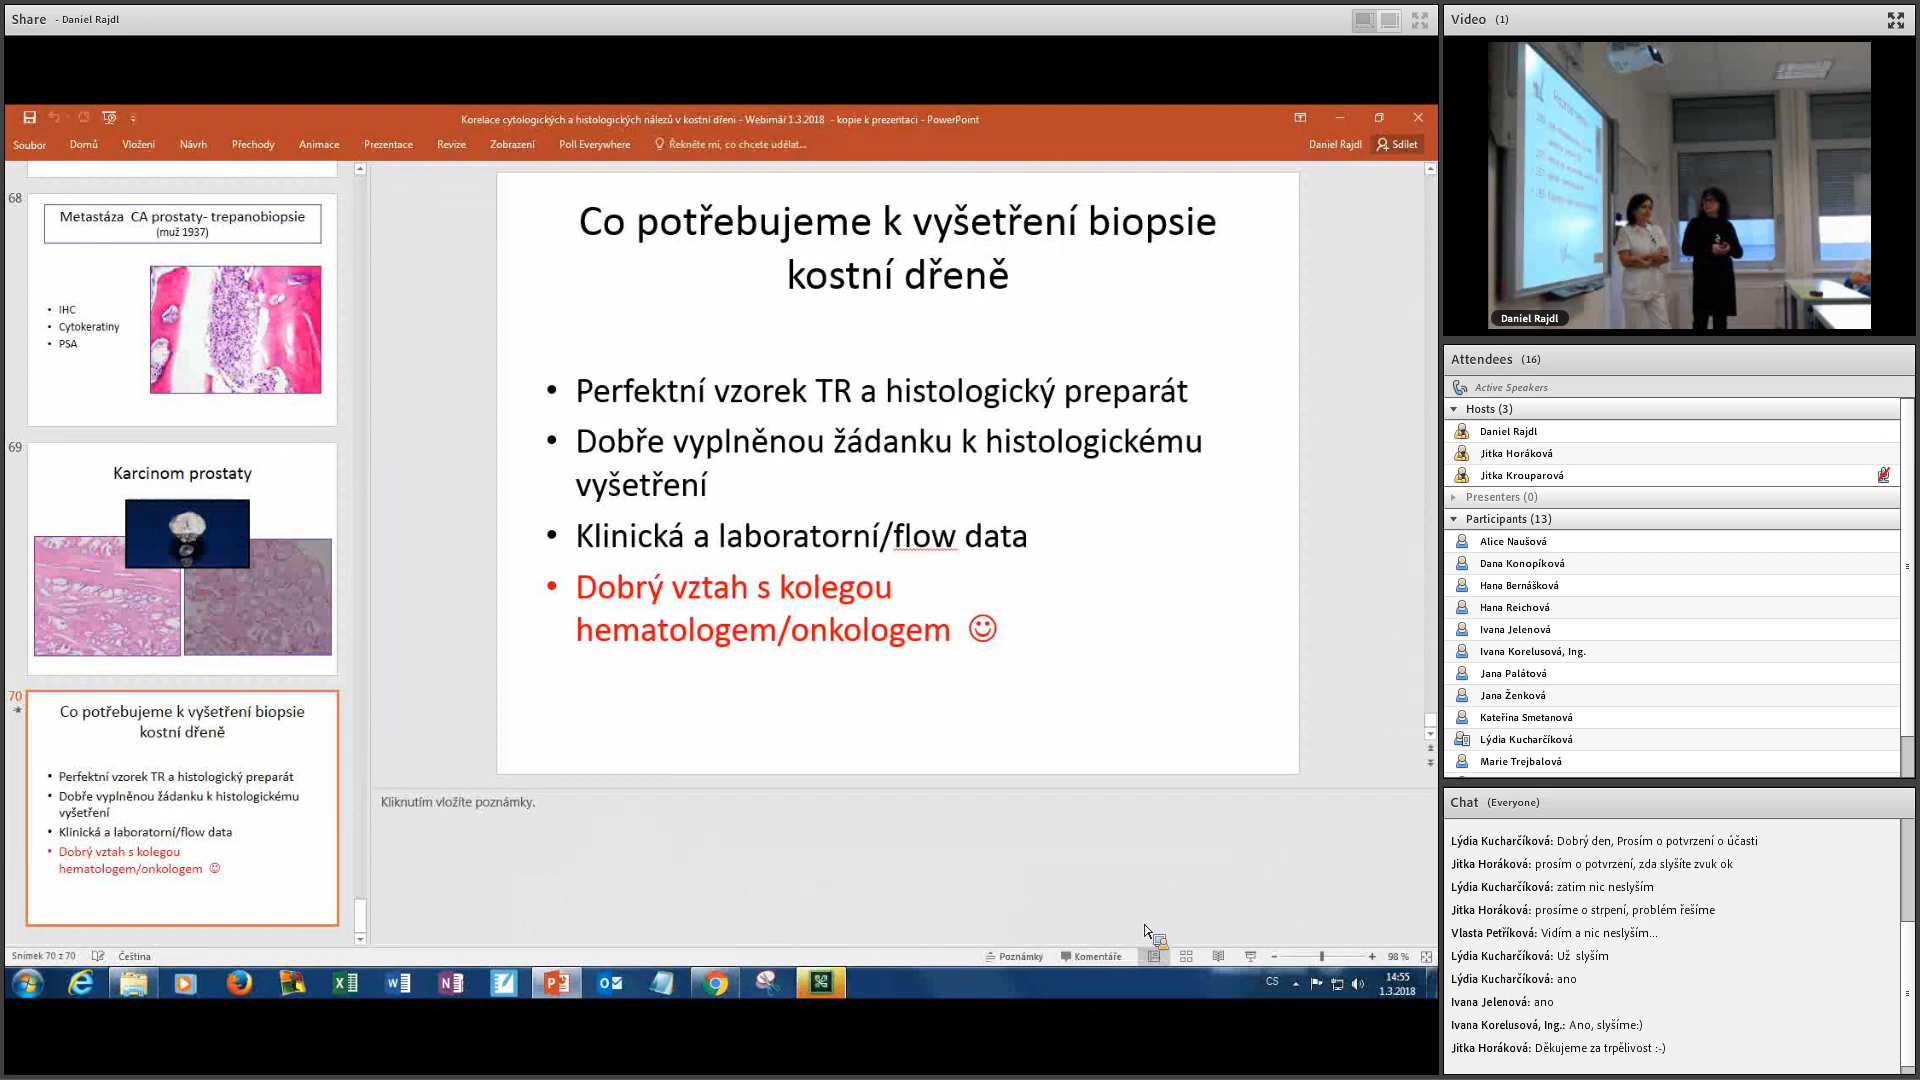 Share - Daniel Rajdl
Korelace cytologických a histologických nálezů v kostní dřeni - Webimář 1.3.2018 - kopie k prezentaci - PowerPoint
Soubor Domů Vložení Návrh Přechody Animace Prezentace Revize Zobrazení Poll Everywhere Řekněte mi, co chcete udělat... Daniel Rajdl Sdílet
68
Metastáza CA prostaty- trepanobiopsie
(muž 1937)
• IHC
• Cytokeratiny
• PSA
69
Karcinom prostaty
70
Co potřebujeme k vyšetření biopsie
kostní dřeně
• Perfektní vzorek TR a histologický preparát
• Dobře vyplněnou žádanku k histologickému
vyšetření
• Klinická a laboratorní/flow data
• Dobrý vztah s kolegou
hematologem/onkologem ☺
Co potřebujeme k vyšetření biopsie
kostní dřeně
• Perfektní vzorek TR a histologický preparát
• Dobře vyplněnou žádanku k histologickému
vyšetření
• Klinická a laboratorní/flow data
• Dobrý vztah s kolegou
hematologem/onkologem ☺
Kliknutím vložíte poznámky.
Snímek 70 z 70 Čeština Poznámky Komentáře 98 %
CS 14:55
1.3.2018
Video (1)
Daniel Rajdl
Attendees (16)
Active Speakers
Hosts (3)
Daniel Rajdl
Jitka Horáková
Jitka Krouparová
Presenters (0)
Participants (13)
Alice Naušová
Dana Konopíková
Hana Bernášková
Hana Reichová
Ivana Jelenová
Ivana Korelusová, Ing.
Jana Palátová
Jana Ženková
Kateřina Smetanová
Lýdia Kucharčíková
Marie Trejbalová
Chat (Everyone)
Lýdia Kucharčíková: Dobrý den, Prosím o potvrzení o účasti
Jitka Horáková: prosím o potvrzení, zda slyšíte zvuk ok
Lýdia Kucharčíková: zatim nic neslyším
Jitka Horáková: prosíme o strpení, problém řešíme
Vlasta Petříková: Vidím a nic neslyším...
Lýdia Kucharčíková: Už slyším
Lýdia Kucharčíková: ano
Ivana Jelenová: ano
Ivana Korelusová, Ing.: Ano, slyšíme:)
Jitka Horáková: Děkujeme za trpělivost :-)